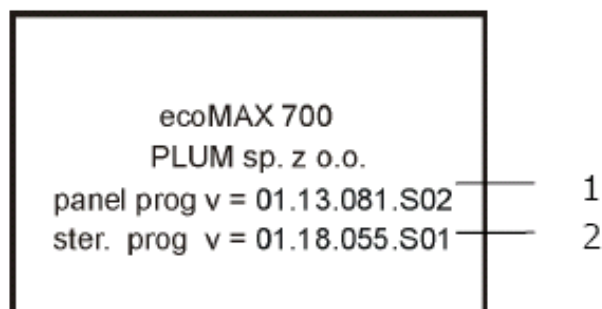 ecoMAX 700
PLUM sp. z o.o.
panel prog v = 01.13.081.S02 1
ster. prog v = 01.18.055.S01 2